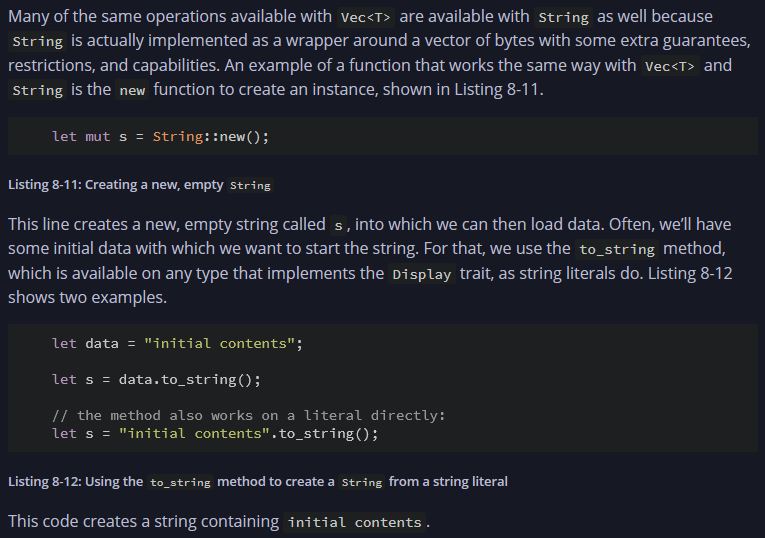 Many of the same operations available with Vec<T> are available with String as well because
String is actually implemented as a wrapper around a vector of bytes with some extra guarantees,
restrictions, and capabilities. An example of a function that works the same way with Vec<T> and
String is the new function to create an instance, shown in Listing 8-11.
let mut s = String::new();
Listing 8-11: Creating a new, empty String
This line creates a new, empty string called s, into which we can then load data. Often, we’ll have
some initial data with which we want to start the string. For that, we use the to_string method,
which is available on any type that implements the Display trait, as string literals do. Listing 8-12
shows two examples.
let data = "initial contents";
let s = data.to_string();
// the method also works on a literal directly:
let s = "initial contents".to_string();
Listing 8-12: Using the to_string method to create a String from a string literal
This code creates a string containing initial contents.